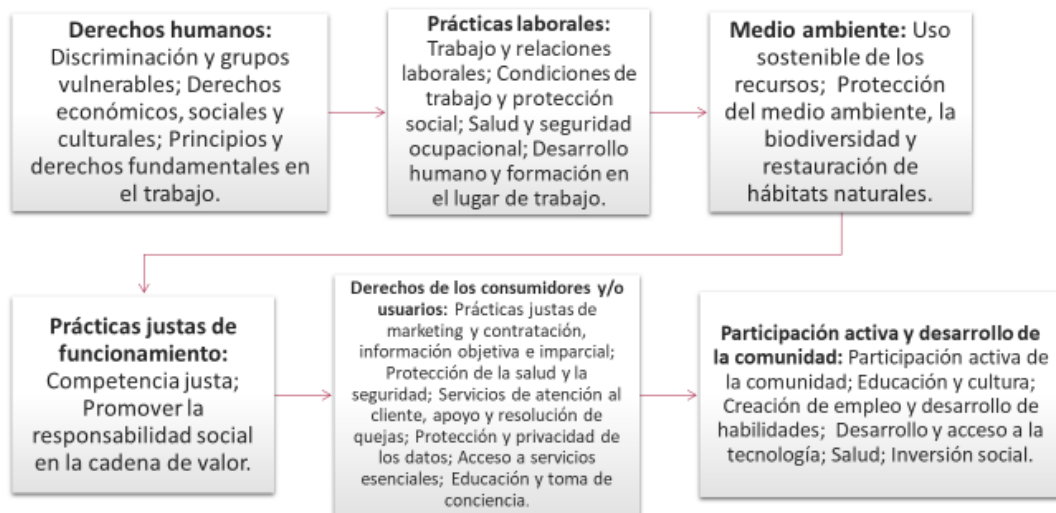 Derechos humanos:
Discriminación y grupos
vulnerables; Derechos
económicos, sociales y
culturales; Principios y
derechos fundamentales en
el trabajo.
Prácticas laborales:
Trabajo y relaciones
laborales; Condiciones de
trabajo y protección
social; Salud y seguridad
ocupacional; Desarrollo
humano y formación en
el lugar de trabajo.
Medio ambiente: Uso
sostenible de los
recursos; Protección
del medio ambiente, la
biodiversidad y
restauración de
hábitats naturales.
Prácticas justas de
funcionamiento:
Competencia justa;
Promover la
responsabilidad social
en la cadena de valor.
Derechos de los consumidores y/o
usuarios: Prácticas justas de
marketing y contratación,
información objetiva e imparcial;
Protección de la salud y la
seguridad; Servicios de atención al
cliente, apoyo y resolución de
quejas; Protección y privacidad de
los datos; Acceso a servicios
esenciales; Educación y toma de
conciencia.
Participación activa y desarrollo de
la comunidad: Participación activa de
la comunidad; Educación y cultura;
Creación de empleo y desarrollo de
habilidades; Desarrollo y acceso a la
tecnología; Salud; Inversión social.